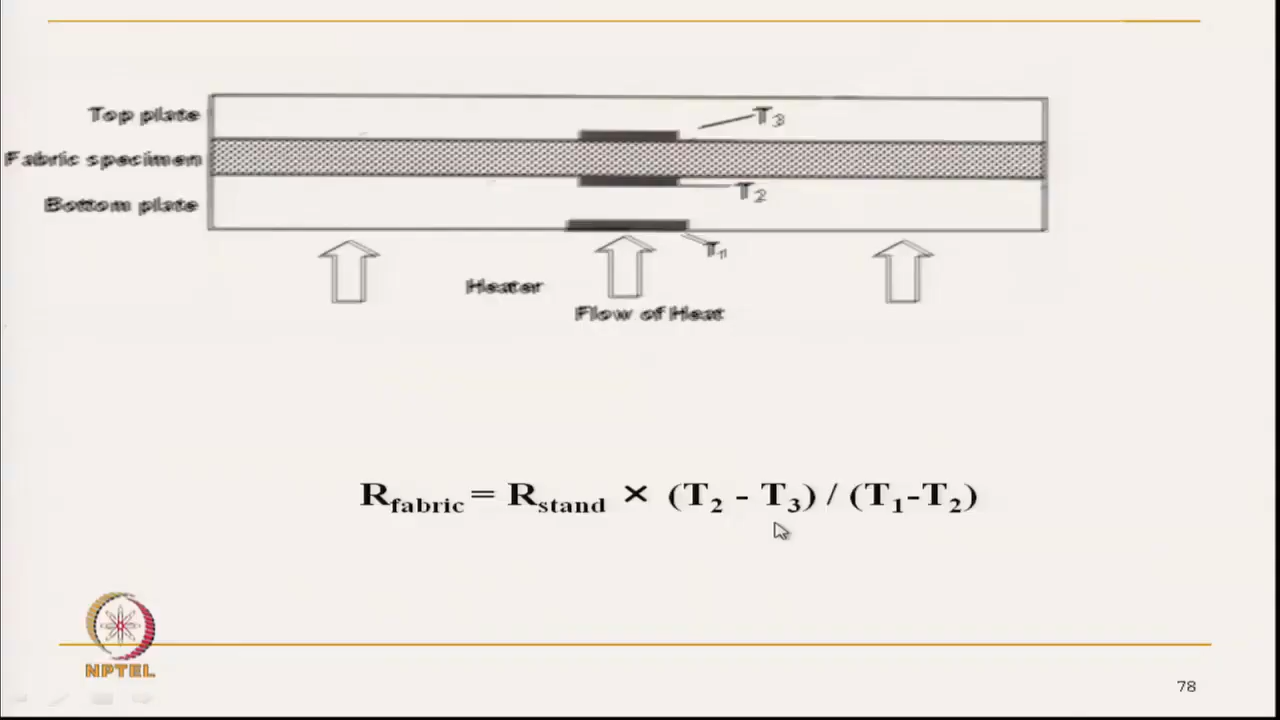 Top plate
T3
Fabric specimen
T2
Bottom plate
T1
Heater
Flow of Heat
Rfabric = Rstand × (T2 - T3) / (T1-T2)
NPTEL
78